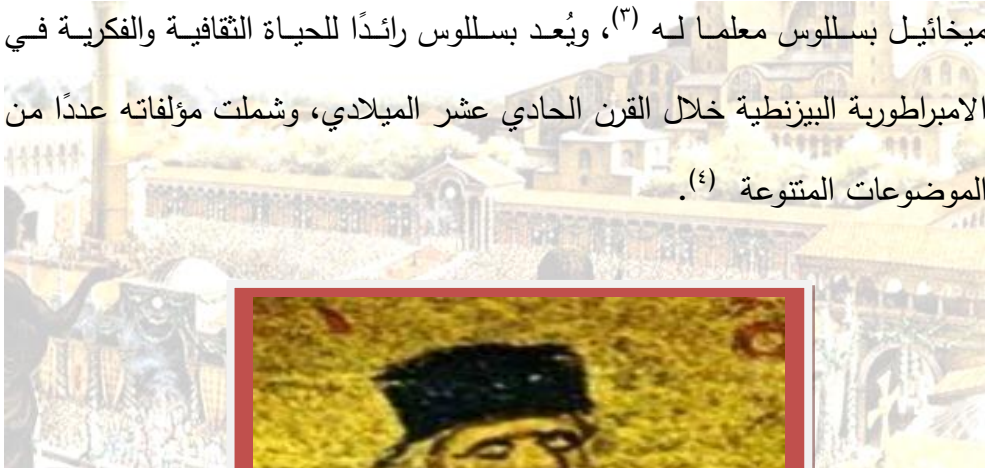 ميخائيل بسللوس معلما له (٣)، ويُعد بسللوس رائدًا للحياة الثقافية والفكرية في
الامبراطورية البيزنطية خلال القرن الحادي عشر الميلادي، وشملت مؤلفاته عددًا من
الموضوعات المتنوعة (٤).